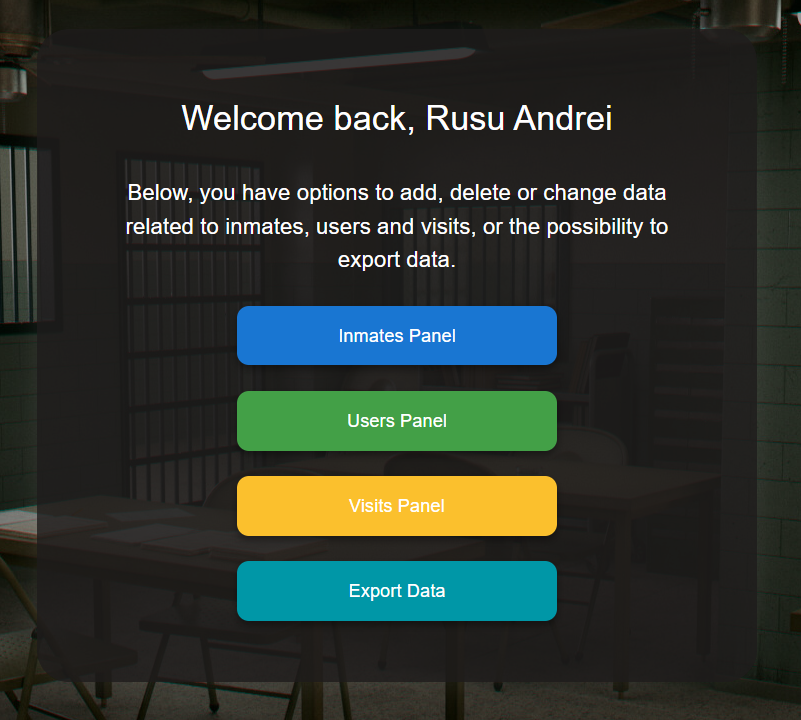 Welcome back, Rusu Andrei
Below, you have options to add, delete or change data
related to inmates, users and visits, or the possibility to
export data.
Inmates Panel
Users Panel
Visits Panel
Export Data